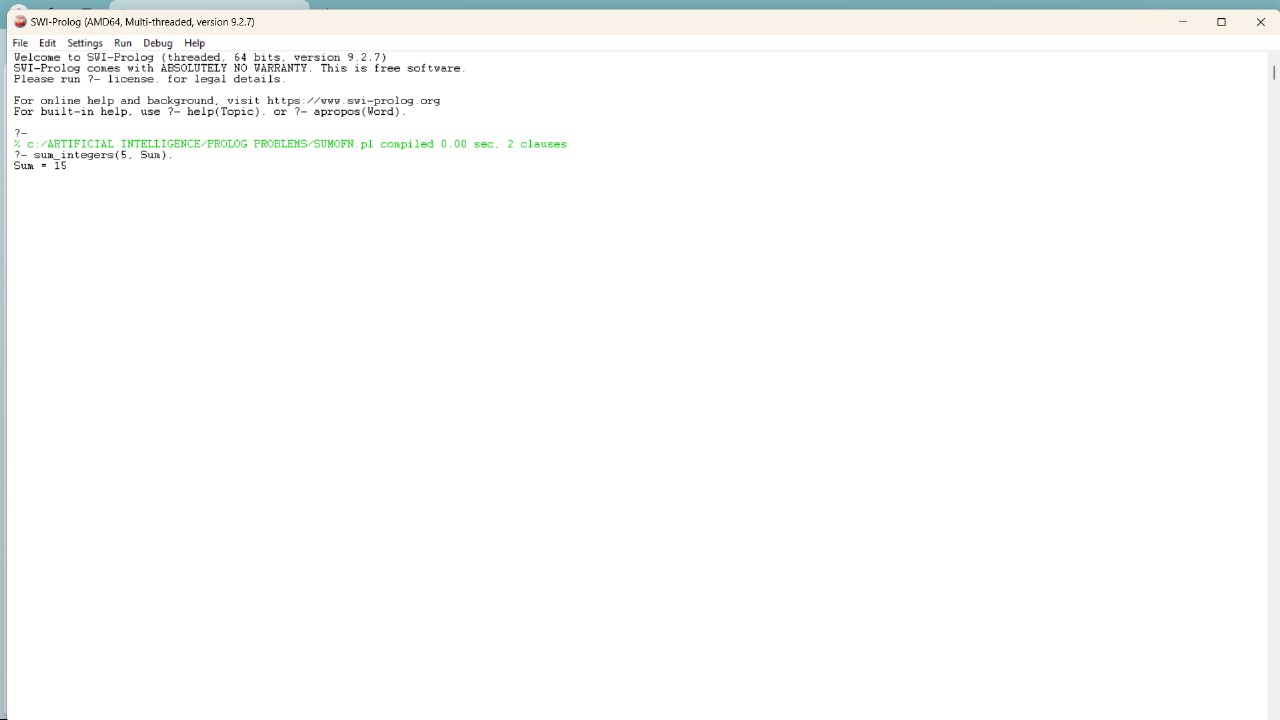 SWI-Prolog (AMD64, Multi-threaded, version 9.2.7)
File Edit Settings Run Debug Help
Welcome to SWI-Prolog (threaded, 64 bits, version 9.2.7)
SWI-Prolog comes with ABSOLUTELY NO WARRANTY. This is free software.
Please run ?- license. for legal details.
For online help and background, visit https://www.swi-prolog.org
For built-in help, use ?- help(Topic). or ?- apropos(Word).
?-
% c:/ARTIFICIAL INTELLIGENCE/PROLOG PROBLEMS/SUMOFN.pl compiled 0.00 sec, 2 clauses
?- sum_integers(5, Sum).
Sum = 15